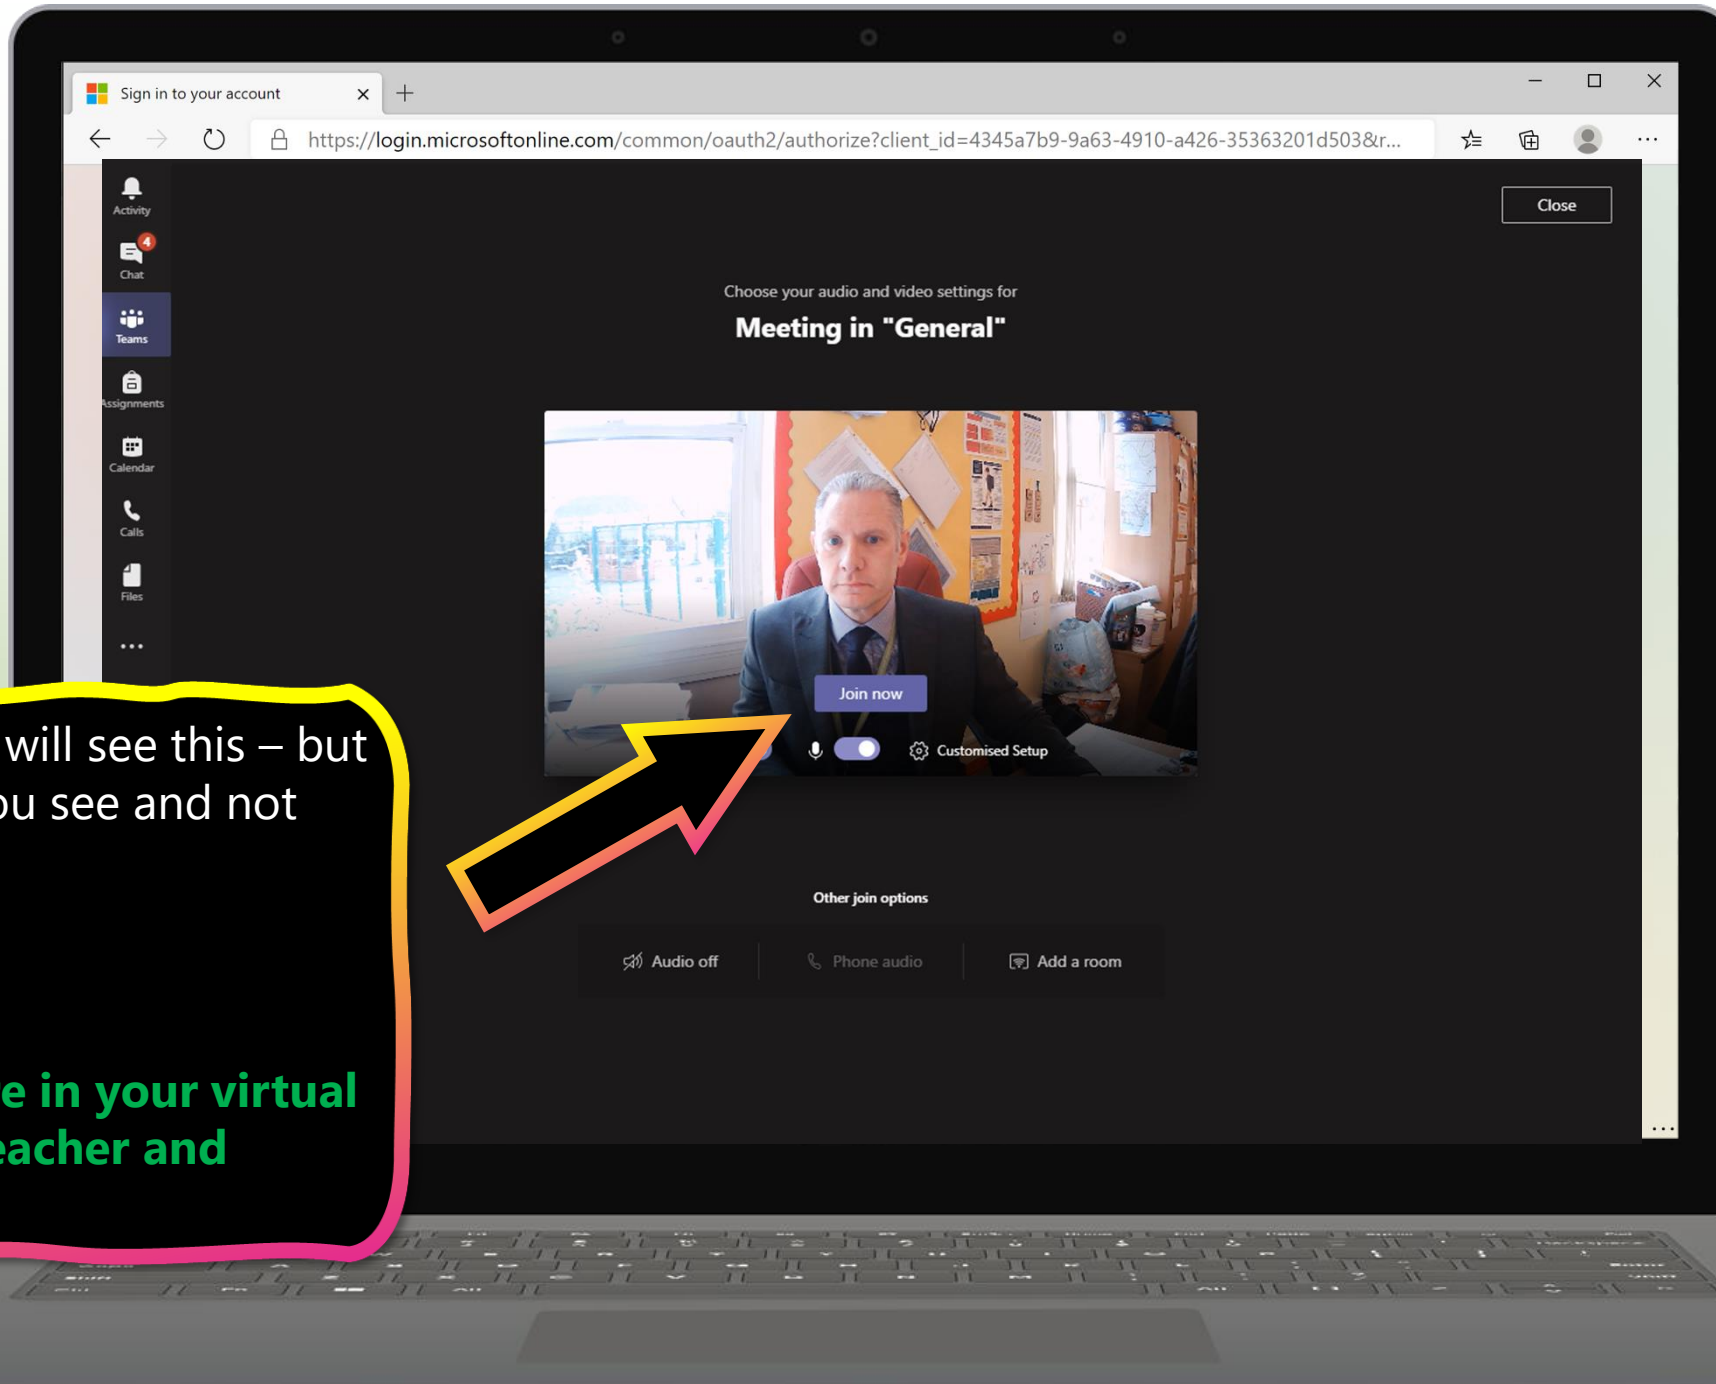 Sign in to your account
https://login.microsoftonline.com/common/oauth2/authorize?client_id=4345a7b9-9a63-4910-a426-35363201d503&r...
Activity
4
Chat
Teams
Assignments
Calendar
Calls
Files
Close
Choose your audio and video settings for
Meeting in "General"
Join now
Customised Setup
Other join options
Audio off
Phone audio
Add a room
will see this – but
ou see and not
e in your virtual
eacher and